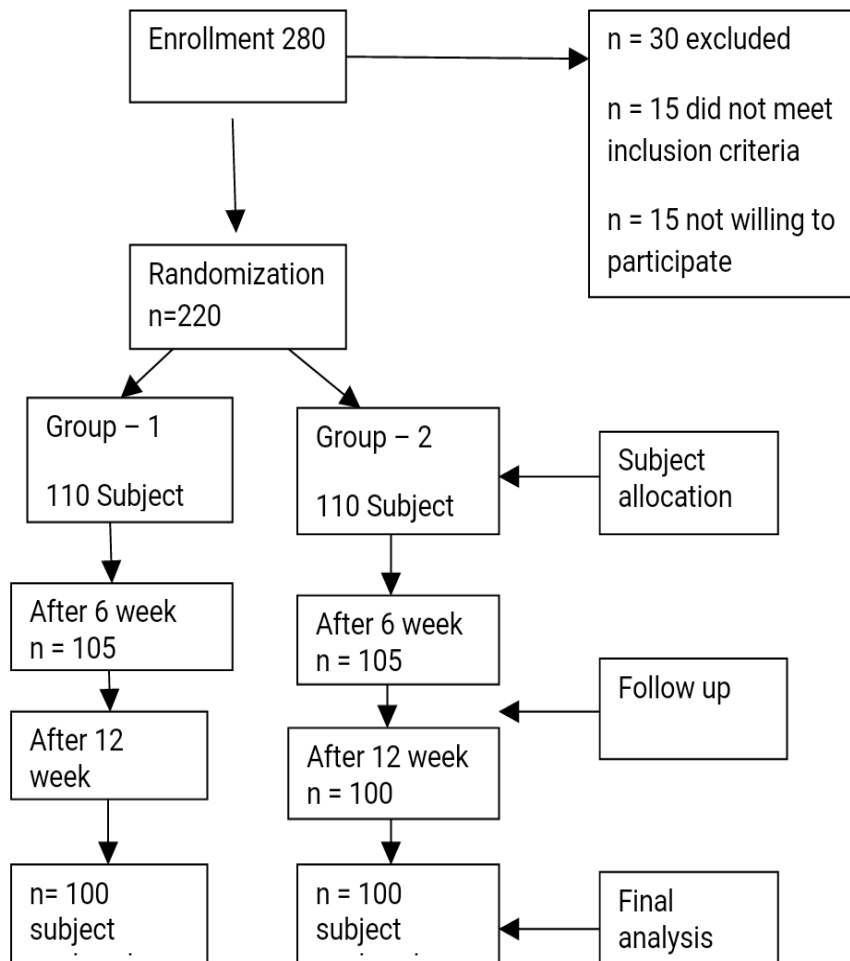 Enrollment 280
n = 30 excluded
n = 15 did not meet
inclusion criteria
n = 15 not willing to
participate
Randomization
n=220
Group – 1
110 Subject
Group – 2
110 Subject
Subject
allocation
After 6 week
n = 105
After 6 week
n = 105
Follow up
After 12
week
After 12 week
n = 100
n= 100
subject
n = 100
subject
Final
analysis